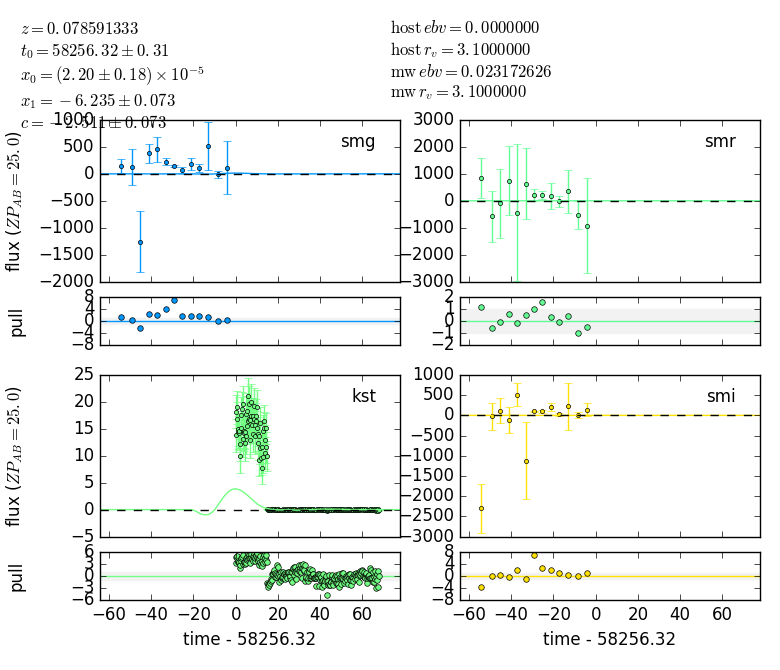 z = 0.078591333
t_0 = 58256.32 ± 0.31
x_0 = (2.20 ± 0.18) × 10^{-5}
x_1 = −6.235 ± 0.073
± 0.073
host ebv = 0.0000000
host r_v = 3.1000000
mw ebv = 0.023172626
mw r_v = 3.1000000
flux (ZP_{AB} = 25.0)
1000
500
0
−500
−1000
−1500
−2000
smg
3000
2000
1000
0
−1000
−2000
−3000
smr
pull
8
4
0
−4
−8
2
1
0
−1
−2
flux (ZP_{AB} = 25.0)
25
20
15
10
5
0
−5
kst
1000
500
0
−500
−1000
−1500
−2000
−2500
−3000
smi
pull
6
3
0
−3
−6
8
4
0
−4
−8
−60 −40 −20 0 20 40 60
−60 −40 −20 0 20 40 60
time - 58256.32
time - 58256.32